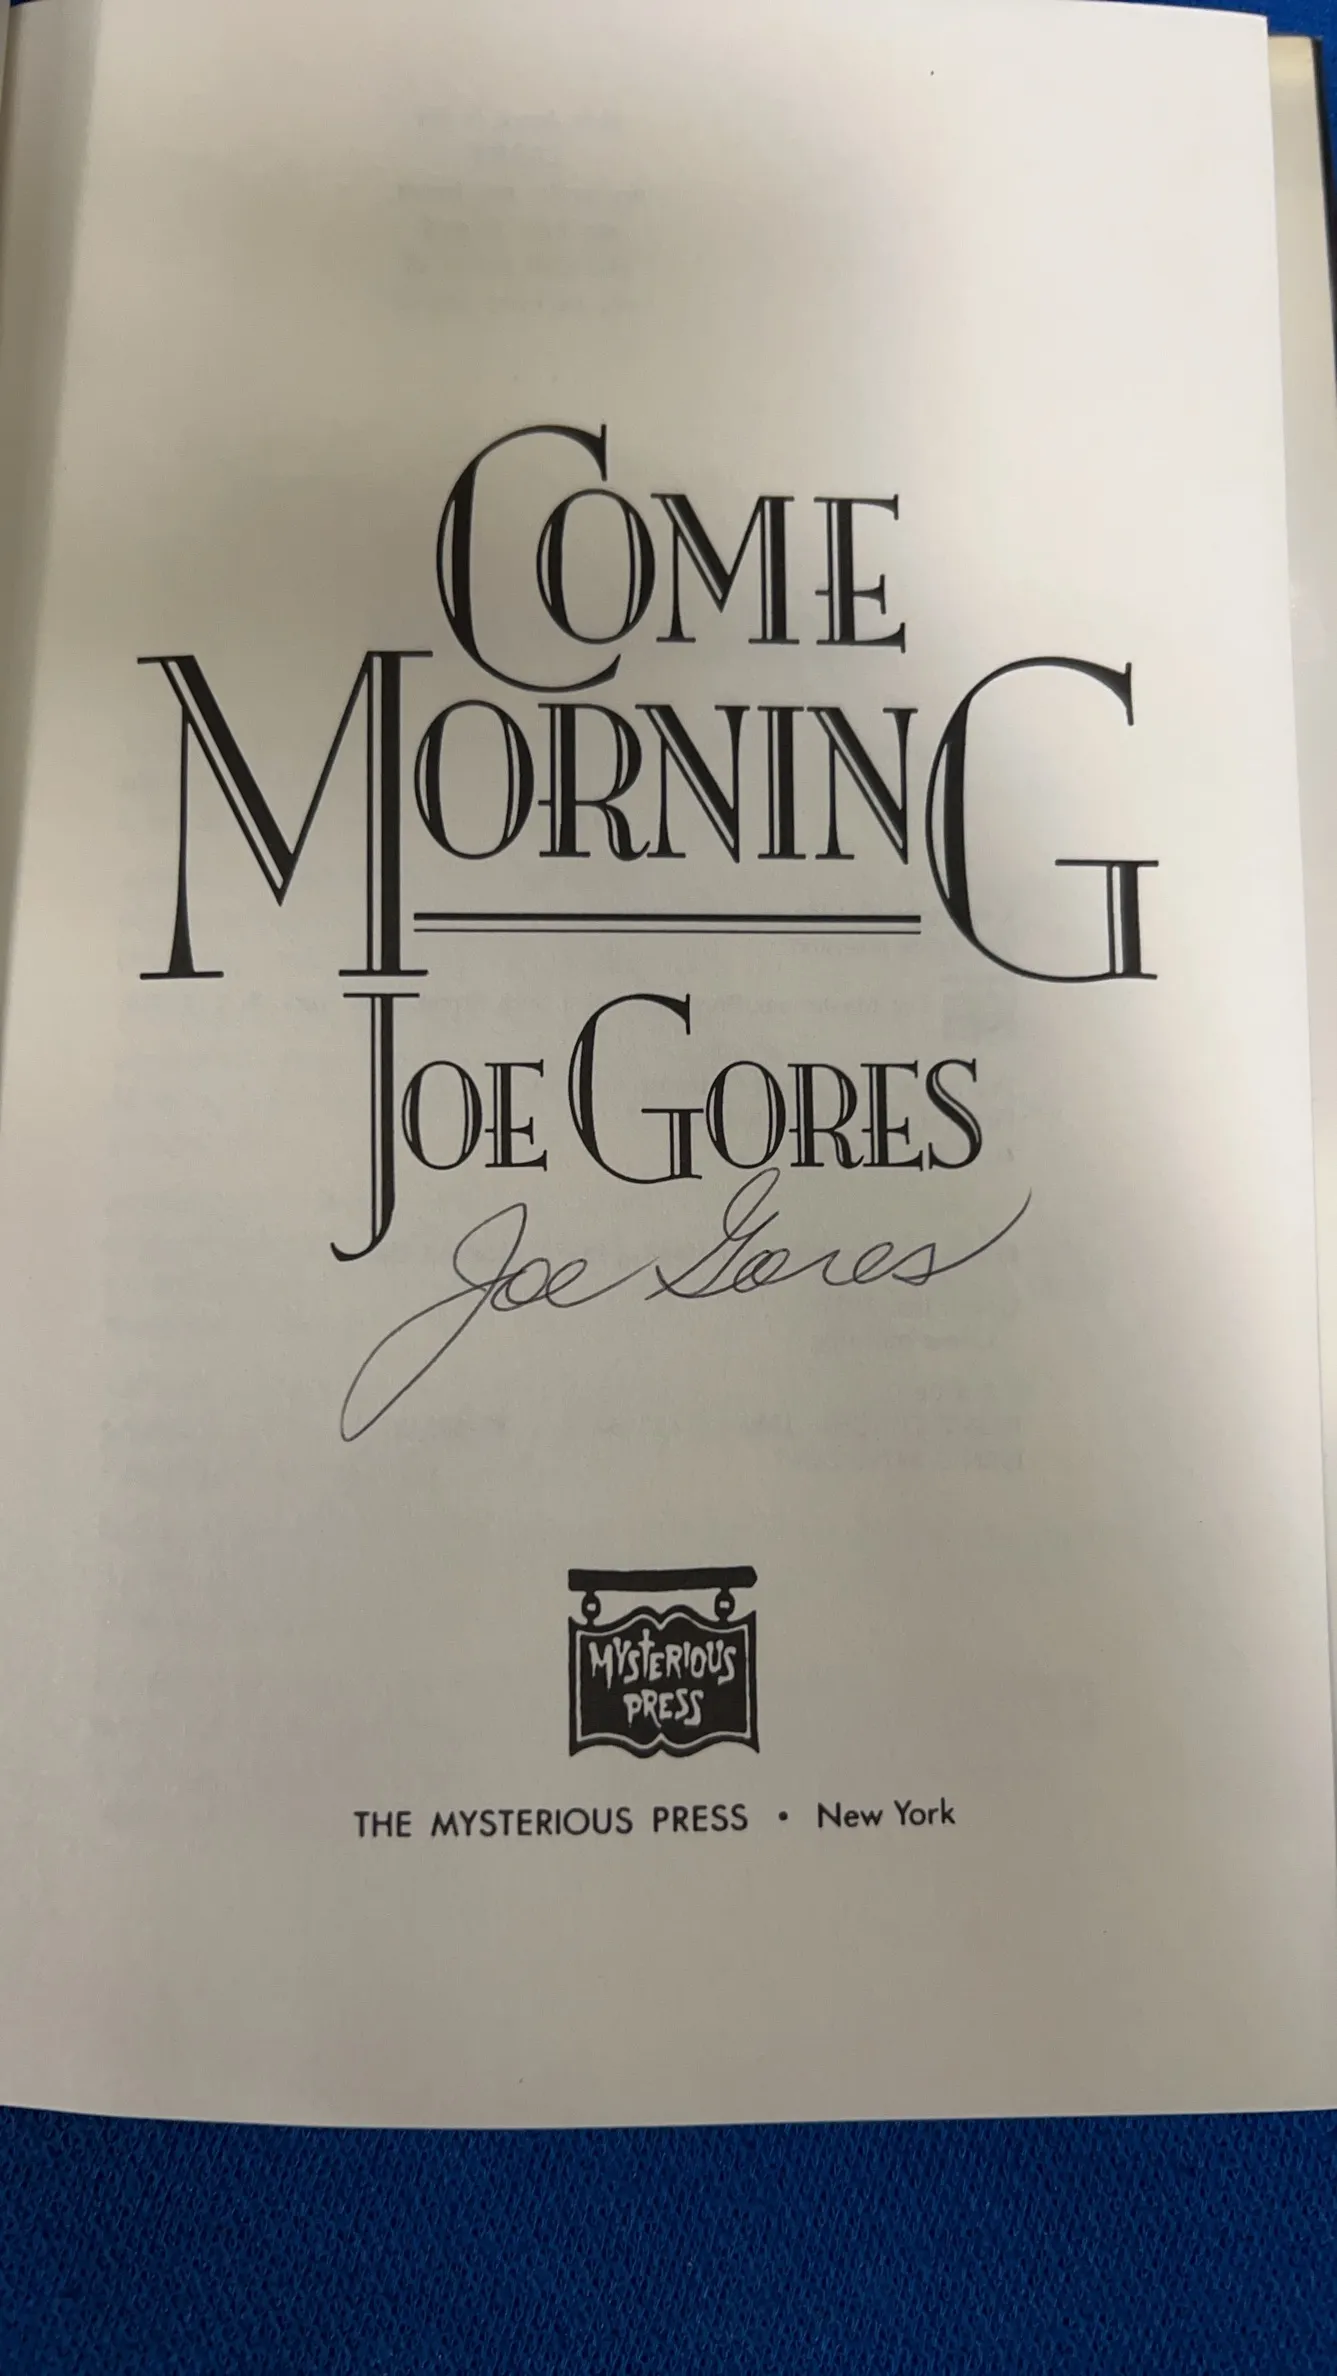 COME
MORNING
JOE GORES
Joe Gores
MYSTERIOUS
PRESS
THE MYSTERIOUS PRESS • New York